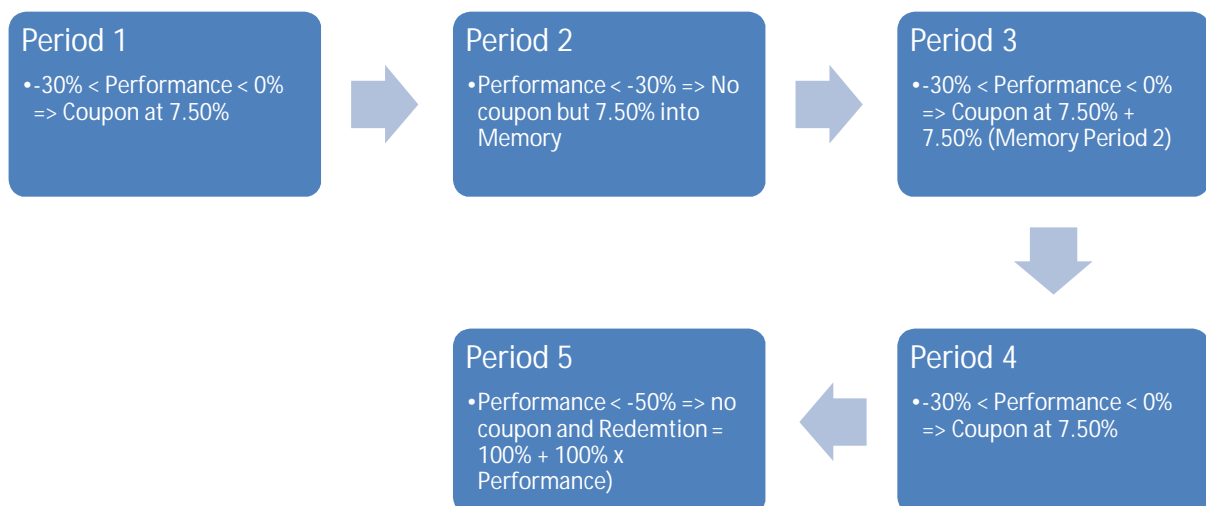 Period 1
•-30% < Performance < 0%
=> Coupon at 7.50%
Period 2
•Performance < -30% => No
coupon but 7.50% into
Memory
Period 3
•-30% < Performance < 0%
=> Coupon at 7.50% +
7.50% (Memory Period 2)
Period 4
•-30% < Performance < 0%
=> Coupon at 7.50%
Period 5
•Performance < -50% => no
coupon and Redemtion =
100% + 100% x
Performance)